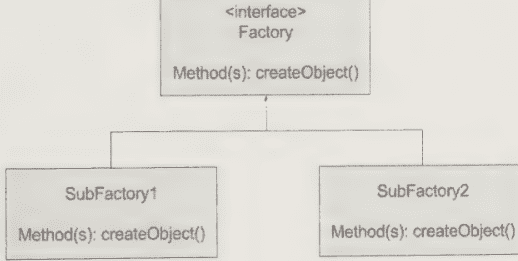 <interface>
Factory
Method(s): createObject()
SubFactory1
Method(s): createObject()
SubFactory2
Method(s): createObject()